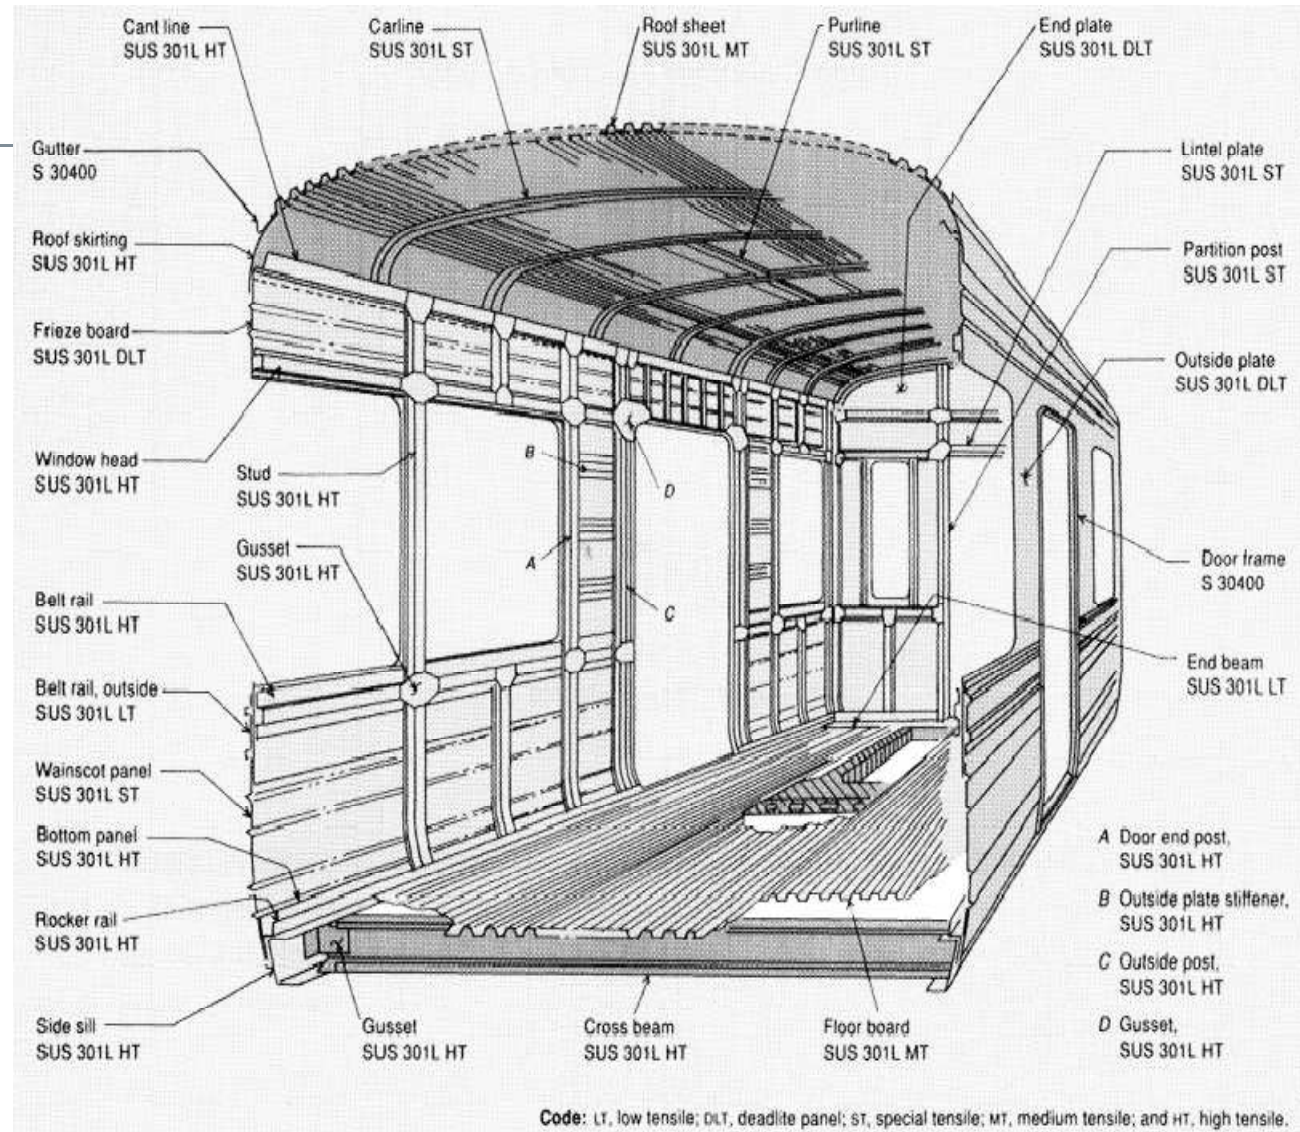 Cant line
SUS 301L HT
Carline
SUS 301L ST
Roof sheet
SUS 301L MT
Purline
SUS 301L ST
End plate
SUS 301L DLT
Gutter
S 30400
Lintel plate
SUS 301L ST
Roof skirting
SUS 301L HT
Partition post
SUS 301L ST
Frieze board
SUS 301L DLT
Outside plate
SUS 301L DLT
Window head
SUS 301L HT
Stud
SUS 301L HT
B
D
Gusset
SUS 301L HT
A
C
Door frame
S 30400
Belt rail
SUS 301L HT
End beam
SUS 301L LT
Belt rail, outside
SUS 301L LT
Wainscot panel
SUS 301L ST
Bottom panel
SUS 301L HT
Rocker rail
SUS 301L HT
Side sill
SUS 301L HT
Gusset
SUS 301L HT
Cross beam
SUS 301L HT
Floor board
SUS 301L MT
A Door end post,
SUS 301L HT
B Outside plate stiffener,
SUS 301L HT
C Outside post,
SUS 301L HT
D Gusset,
SUS 301L HT
Code: LT, low tensile; DLT, deadlite panel; ST, special tensile; MT, medium tensile; and HT, high tensile.